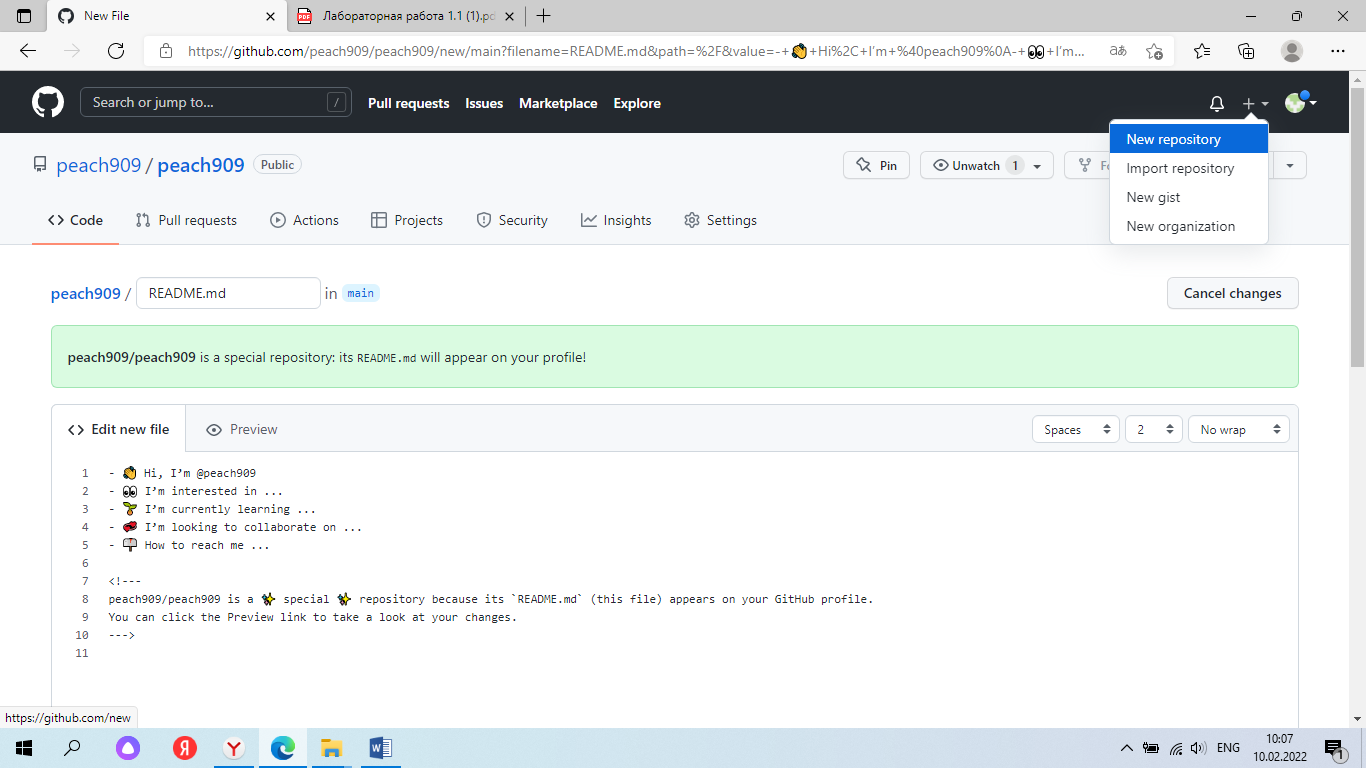 New File
Лабораторная работа 1.1 (1).pd
https://github.com/peach909/peach909/new/main?filename=README.md&path=%2F&value=-+👋+Hi%2C+I'm+%40peach909%0A-+👀+I'm...
Search or jump to... /
Pull requests Issues Marketplace Explore
New repository
Import repository
New gist
New organization
peach909 / peach909 Public
Pin Unwatch 1 Fo
Code Pull requests Actions Projects Security Insights Settings
peach909 / README.md in main Cancel changes
peach909/peach909 is a special repository: its README.md will appear on your profile!
Edit new file Preview Spaces 2 No wrap
1 - 👋 Hi, I’m @peach909
2 - 👀 I’m interested in ...
3 - 🌱 I’m currently learning ...
4 - 💞️ I’m looking to collaborate on ...
5 - 📫 How to reach me ...
6
7 <!---
8 peach909/peach909 is a ✨ special ✨ repository because its `README.md` (this file) appears on your GitHub profile.
9 You can click the Preview link to take a look at your changes.
10 --->
11
https://github.com/new
ENG
10:07
10.02.2022
1